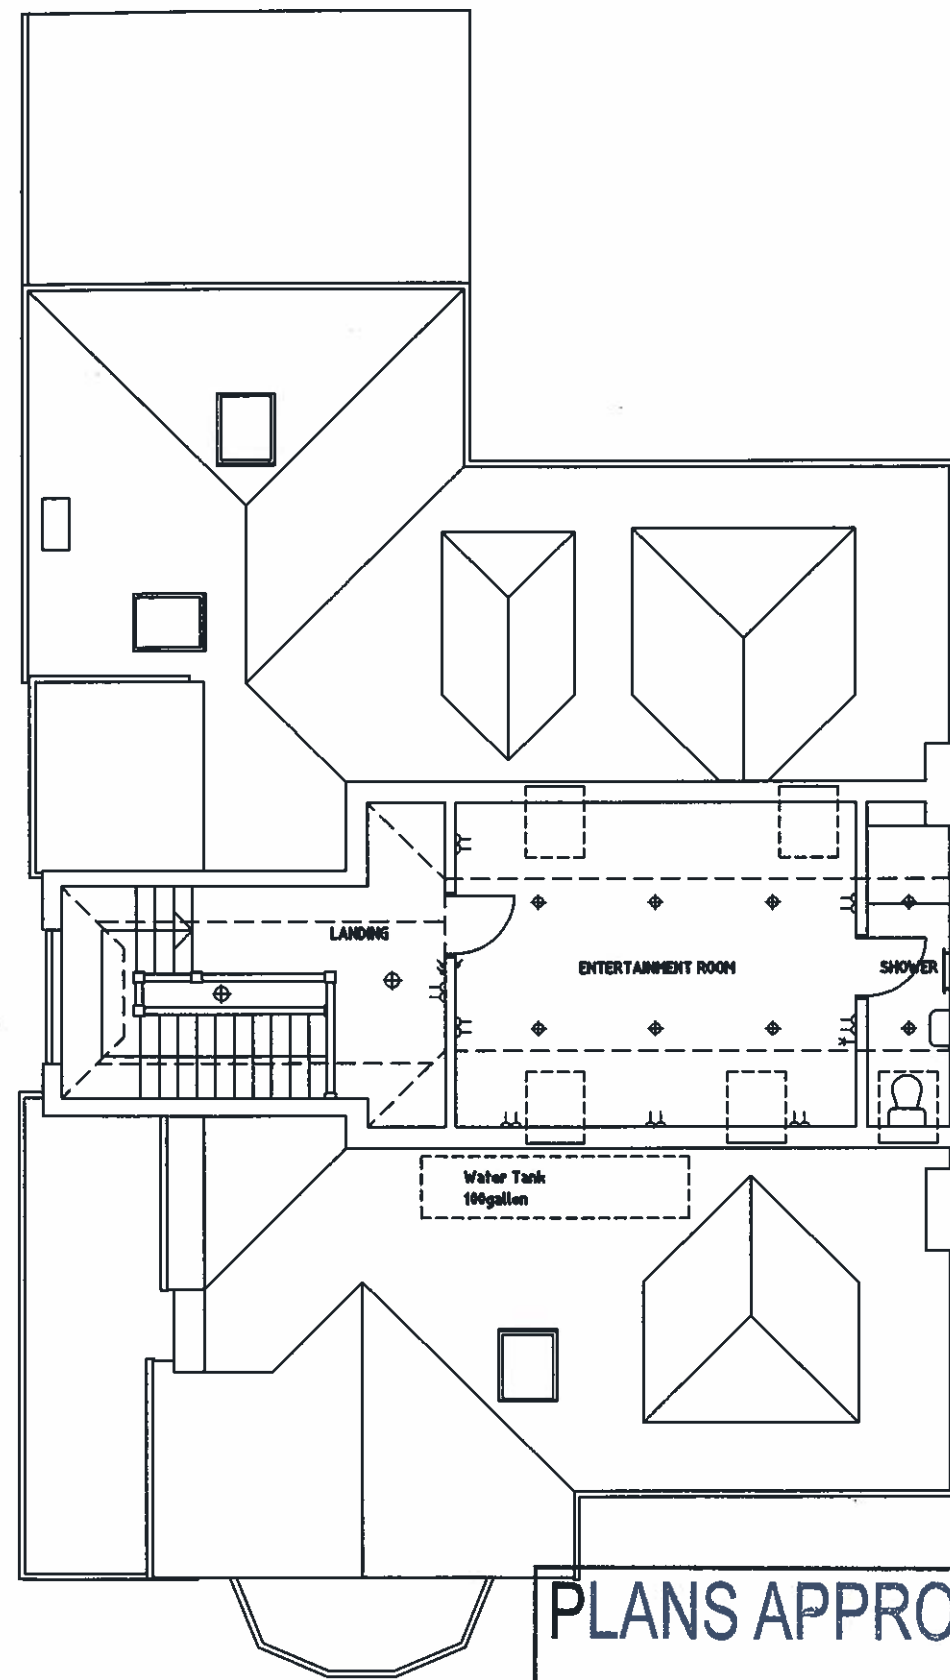 LANDING
ENTERTAINMENT ROOM
SHOWER
Water Tank
100gallon
PLANS APPRO